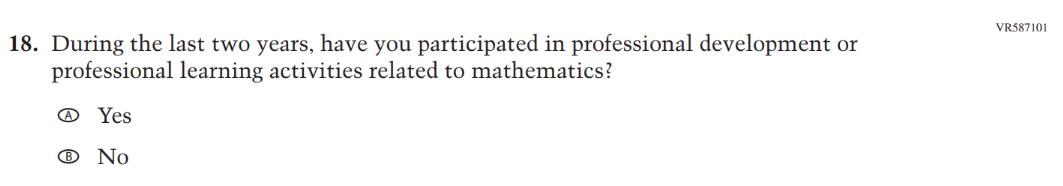 VR587101
18. During the last two years, have you participated in professional development or
professional learning activities related to mathematics?
A Yes
B No